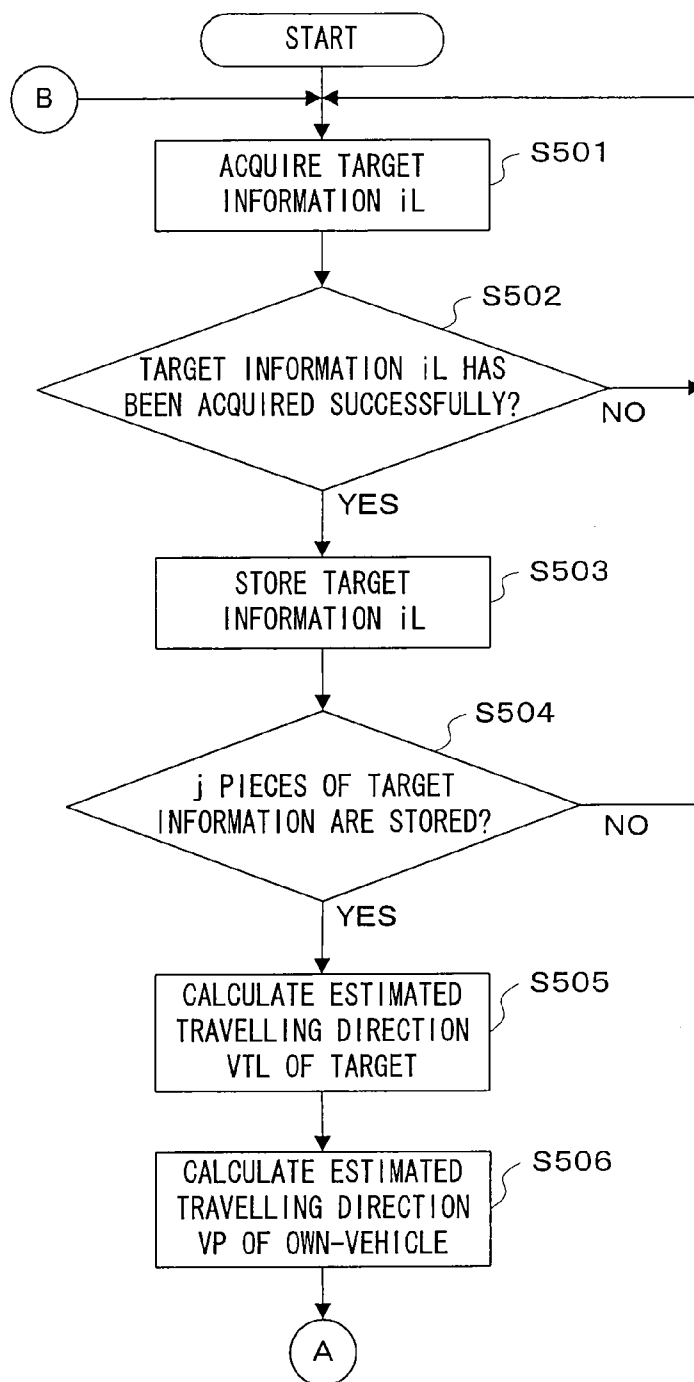 START
B
S501
ACQUIRE TARGET
INFORMATION iL
S502
TARGET INFORMATION iL HAS
BEEN ACQUIRED SUCCESSFULLY?
NO
YES
S503
STORE TARGET
INFORMATION iL
S504
j PIECES OF TARGET
INFORMATION ARE STORED?
NO
YES
S505
CALCULATE ESTIMATED
TRAVELLING DIRECTION
VTL OF TARGET
S506
CALCULATE ESTIMATED
TRAVELLING DIRECTION
VP OF OWN-VEHICLE
A